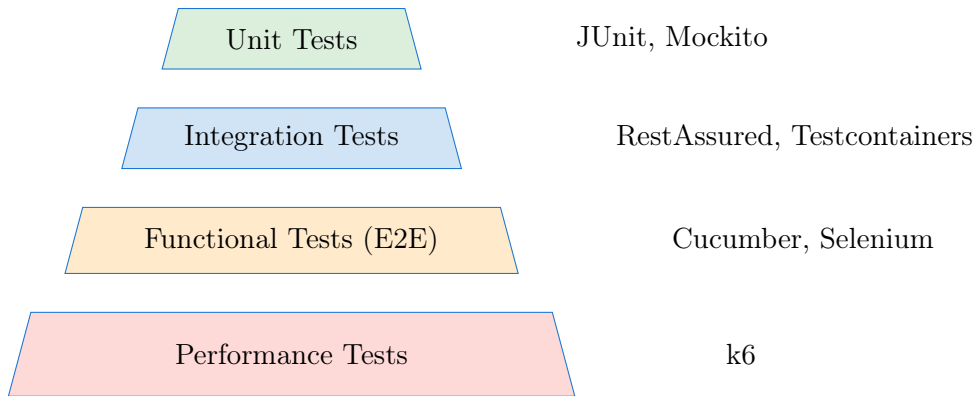 Unit Tests JUnit, Mockito
Integration Tests RestAssured, Testcontainers
Functional Tests (E2E) Cucumber, Selenium
Performance Tests k6